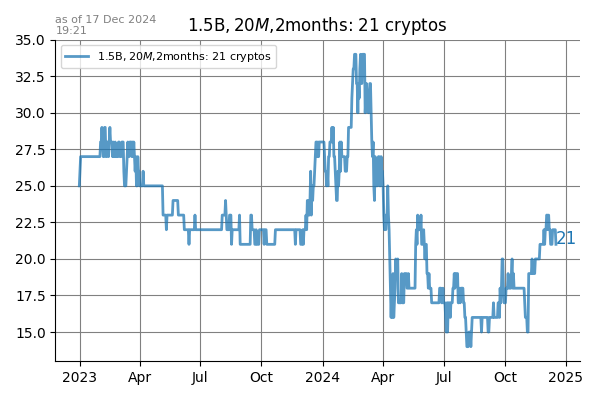 as of 17 Dec 2024
19:21
1.5B, 20M,2months: 21 cryptos
1.5B, 20M,2months: 21 cryptos
35.0
32.5
30.0
27.5
25.0
22.5
20.0
17.5
15.0
21
2023 Apr Jul Oct 2024 Apr Jul Oct 2025